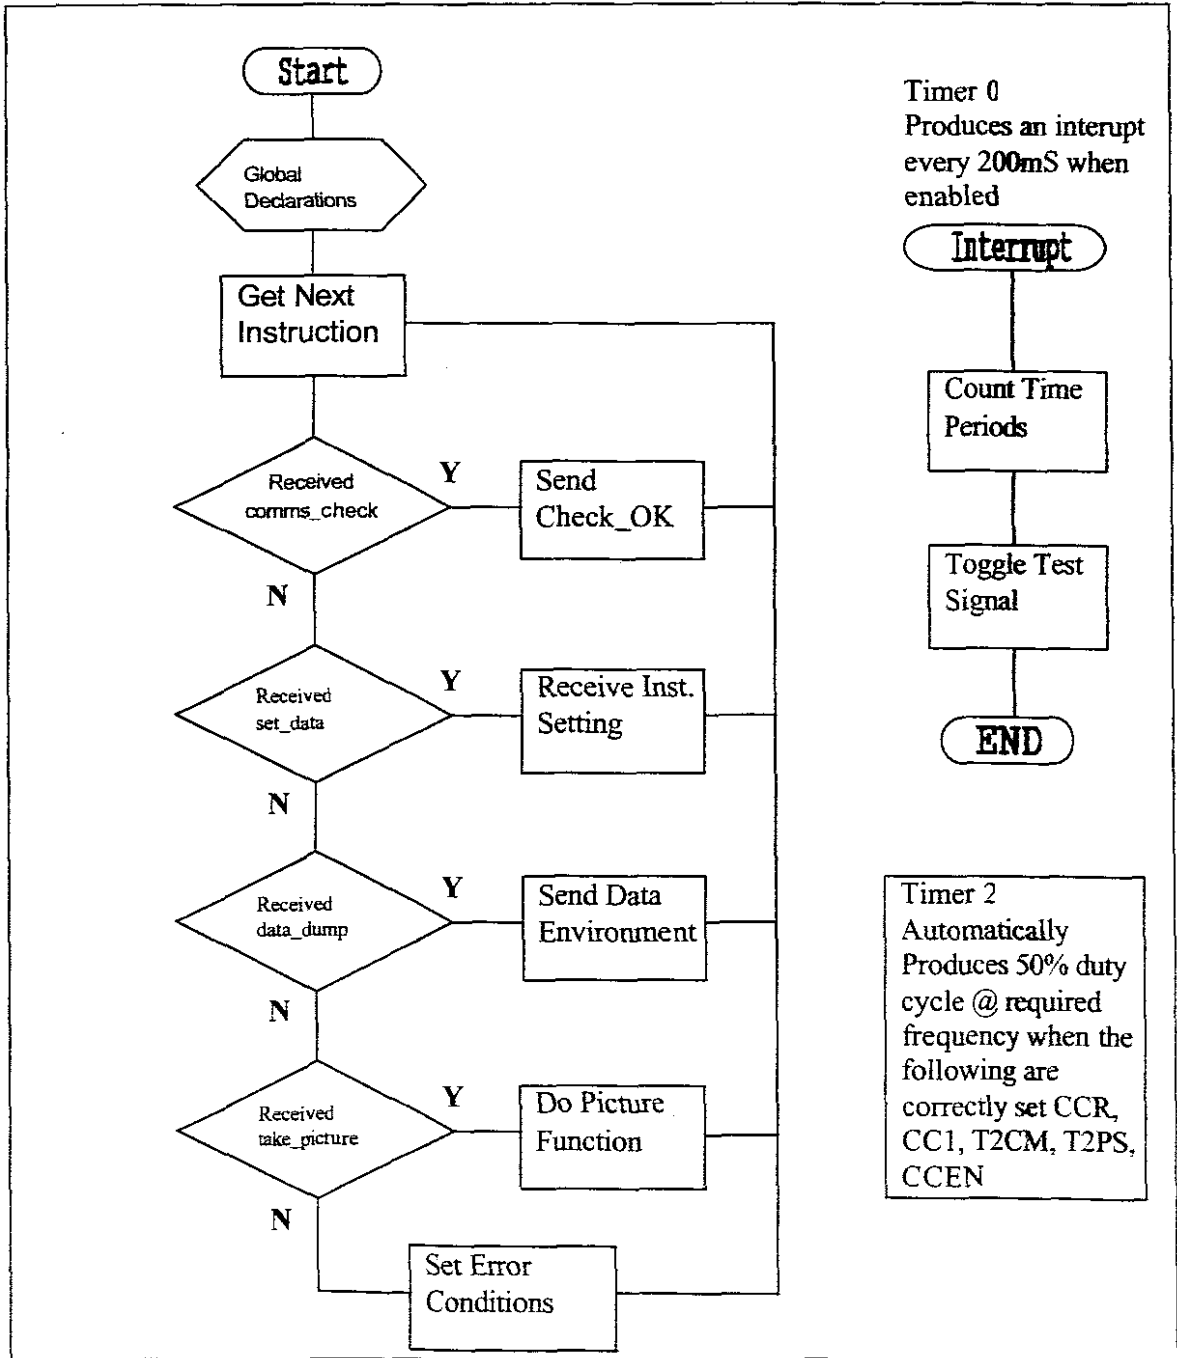 Start
Global
Declarations
Get Next
Instruction
Received
comms_check
Y
Send
Check_OK
N
Received
set_data
Y
Receive Inst.
Setting
N
Received
data_dump
Y
Send Data
Environment
N
Received
take_picture
Y
Do Picture
Function
N
Set Error
Conditions
Timer 0
Produces an interupt
every 200mS when
enabled
Interrupt
Count Time
Periods
Toggle Test
Signal
END
Timer 2
Automatically
Produces 50% duty
cycle @ required
frequency when the
following are
correctly set CCR,
CC1, T2CM, T2PS,
CCEN